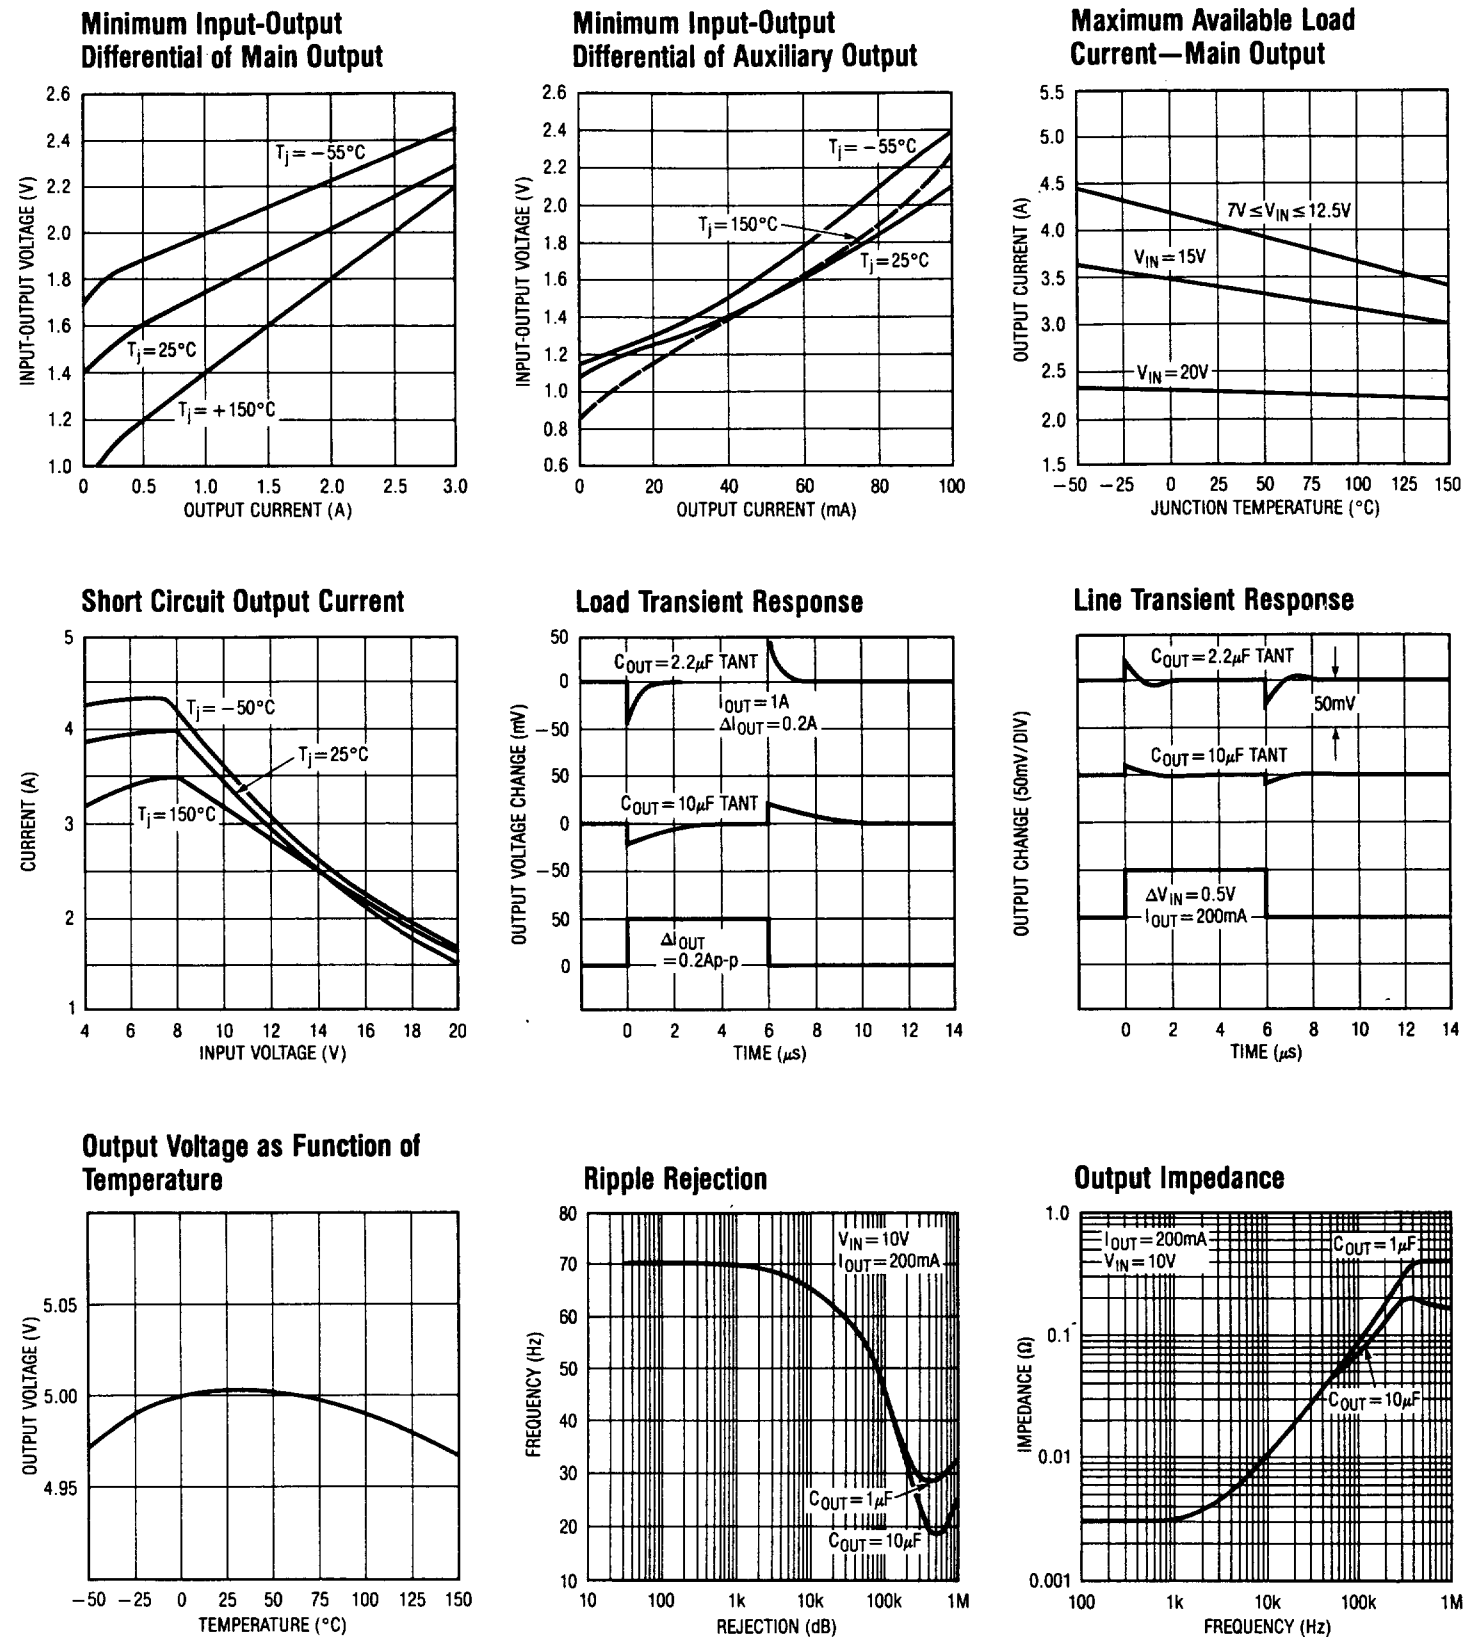 Minimum Input-Output
Differential of Main Output
2.6
2.4
2.2
2.0
1.8
1.6
1.4
1.2
1.0
INPUT-OUTPUT VOLTAGE (V)
Tj = −55°C
Tj = 25°C
Tj = +150°C
0 0.5 1.0 1.5 2.0 2.5 3.0
OUTPUT CURRENT (A)
Minimum Input-Output
Differential of Auxiliary Output
2.6
2.4
2.2
2.0
1.8
1.6
1.4
1.2
1.0
0.8
0.6
INPUT-OUTPUT VOLTAGE (V)
Tj = −55°C
Tj = 150°C
Tj = 25°C
0 20 40 60 80 100
OUTPUT CURRENT (mA)
Maximum Available Load
Current—Main Output
5.5
5.0
4.5
4.0
3.5
3.0
2.5
2.0
1.5
OUTPUT CURRENT (A)
7V ≤ VIN ≤ 12.5V
VIN = 15V
VIN = 20V
−50 −25 0 25 50 75 100 125 150
JUNCTION TEMPERATURE (°C)
Short Circuit Output Current
5
4
3
2
1
CURRENT (A)
Tj = −50°C
Tj = 25°C
Tj = 150°C
4 6 8 10 12 14 16 18 20
INPUT VOLTAGE (V)
Load Transient Response
50
0
−50
50
0
−50
50
0
OUTPUT VOLTAGE CHANGE (mV)
COUT = 2.2μF TANT
IOUT = 1A
ΔIOUT = 0.2A
COUT = 10μF TANT
ΔIOUT
= 0.2Ap-p
0 2 4 6 8 10 12 14
TIME (μs)
Line Transient Response
OUTPUT CHANGE (50mV/DIV)
COUT = 2.2μF TANT
50mV
COUT = 10μF TANT
ΔVIN = 0.5V
IOUT = 200mA
0 2 4 6 8 10 12 14
TIME (μs)
Output Voltage as Function of
Temperature
5.05
5.00
4.95
OUTPUT VOLTAGE (V)
−50 −25 0 25 50 75 100 125 150
TEMPERATURE (°C)
Ripple Rejection
80
70
60
50
40
30
20
10
FREQUENCY (Hz)
VIN = 10V
IOUT = 200mA
COUT = 1μF
COUT = 10μF
10 100 1k 10k 100k 1M
REJECTION (dB)
Output Impedance
1.0
0.1
0.01
0.001
IMPEDANCE (Ω)
IOUT = 200mA
VIN = 10V
COUT = 1μF
COUT = 10μF
100 1k 10k 100k 1M
FREQUENCY (Hz)